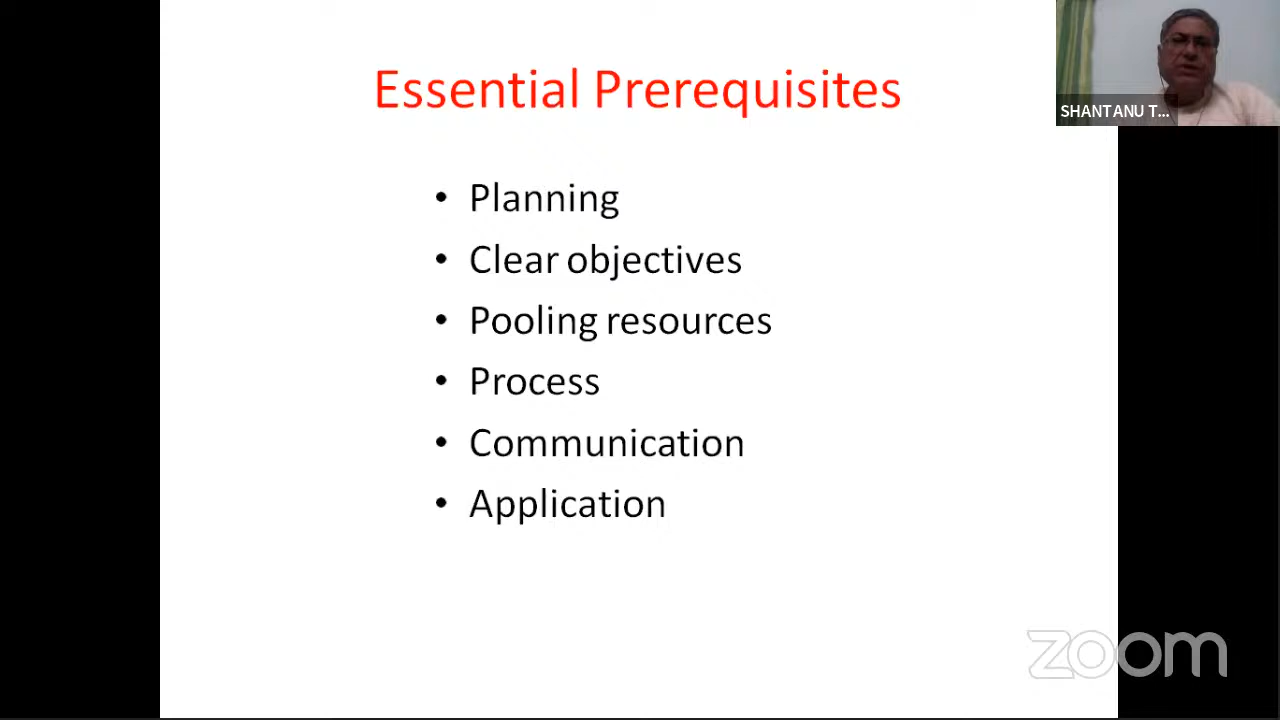 Essential Prerequisites
SHANTANU T...
• Planning
• Clear objectives
• Pooling resources
• Process
• Communication
• Application
zoom